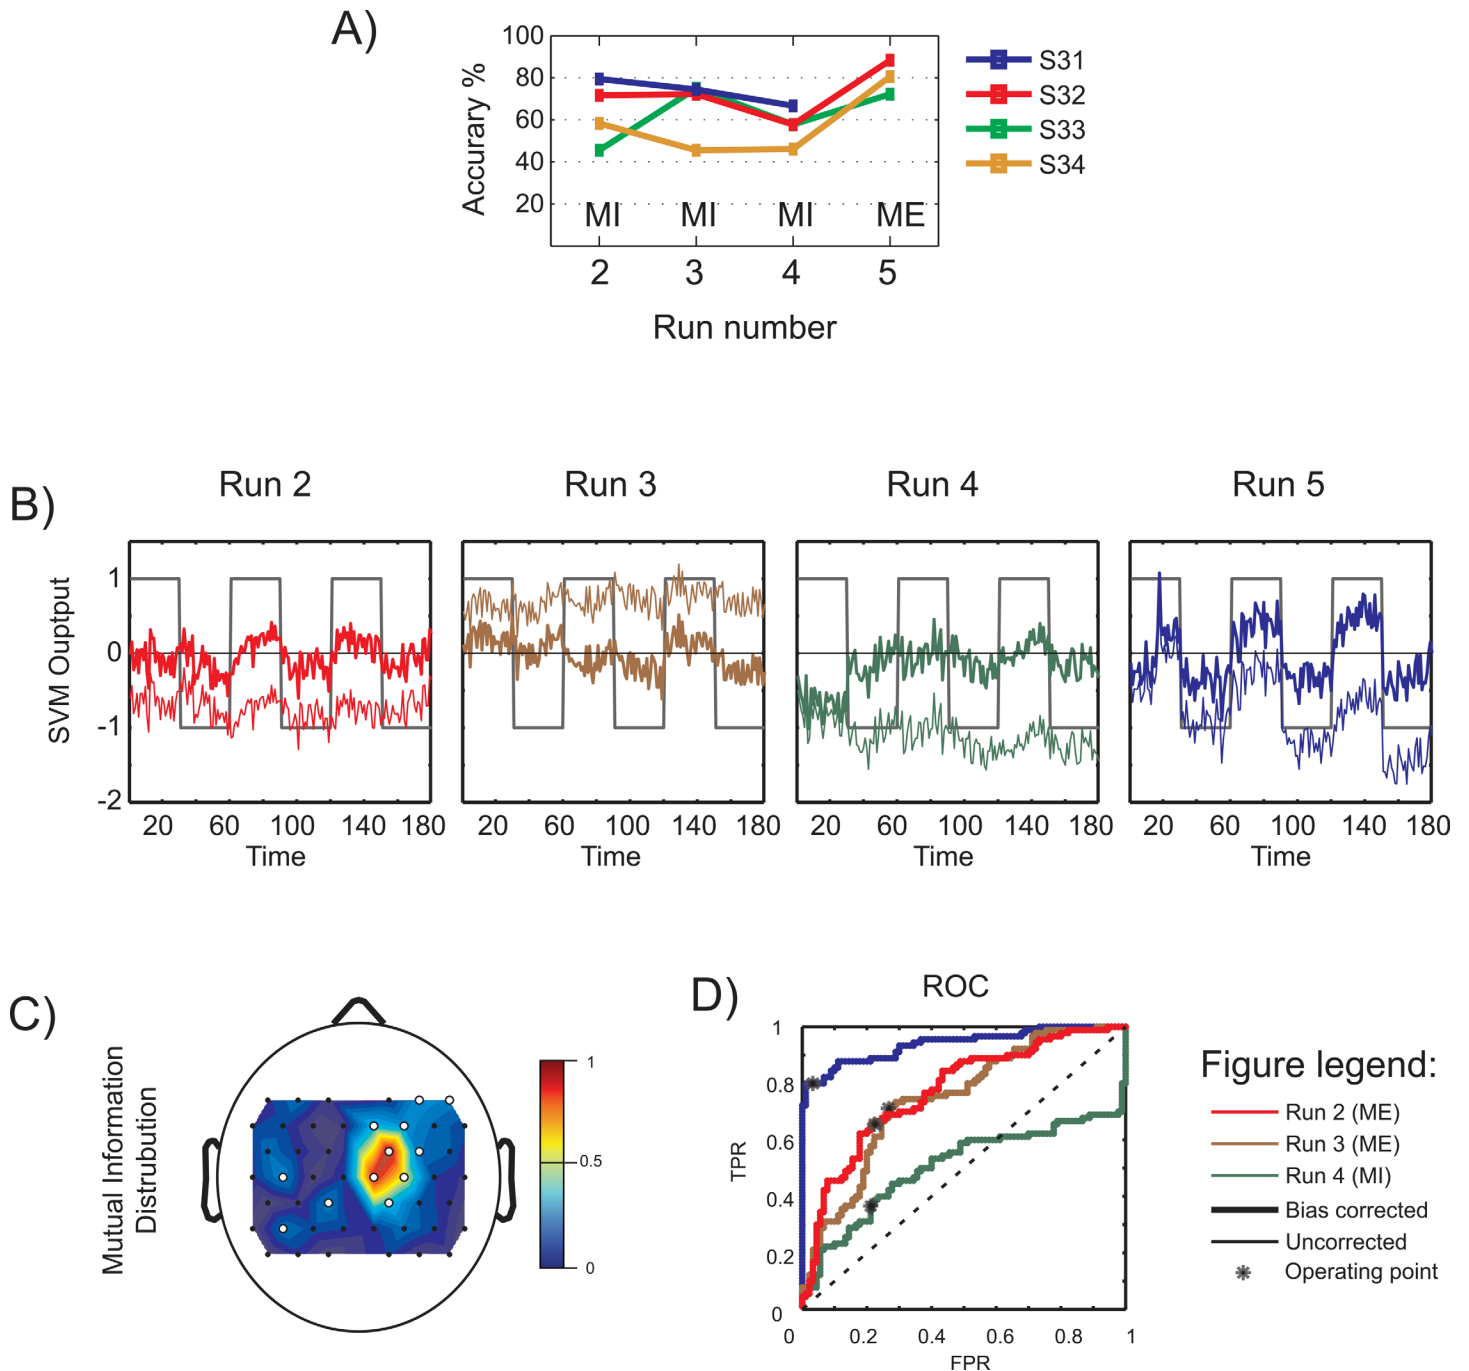 A)
100
80
60
40
20
Accurary %
MI MI MI ME
2 3 4 5
Run number
S31
S32
S33
S34
B)
Run 2 Run 3 Run 4 Run 5
SVM Ouptput
1
0
-1
-2
20 60 100 140 180 20 60 100 140 180 20 60 100 140 180 20 60 100 140 180
Time Time Time Time
C)
Mutual Information
Distrubution
1
0.5
0
D)
ROC
1
0.8
0.6
0.4
0.2
0
TPR
0 0.2 0.4 0.6 0.8 1
FPR
Figure legend:
Run 2 (ME)
Run 3 (ME)
Run 4 (MI)
Bias corrected
Uncorrected
Operating point